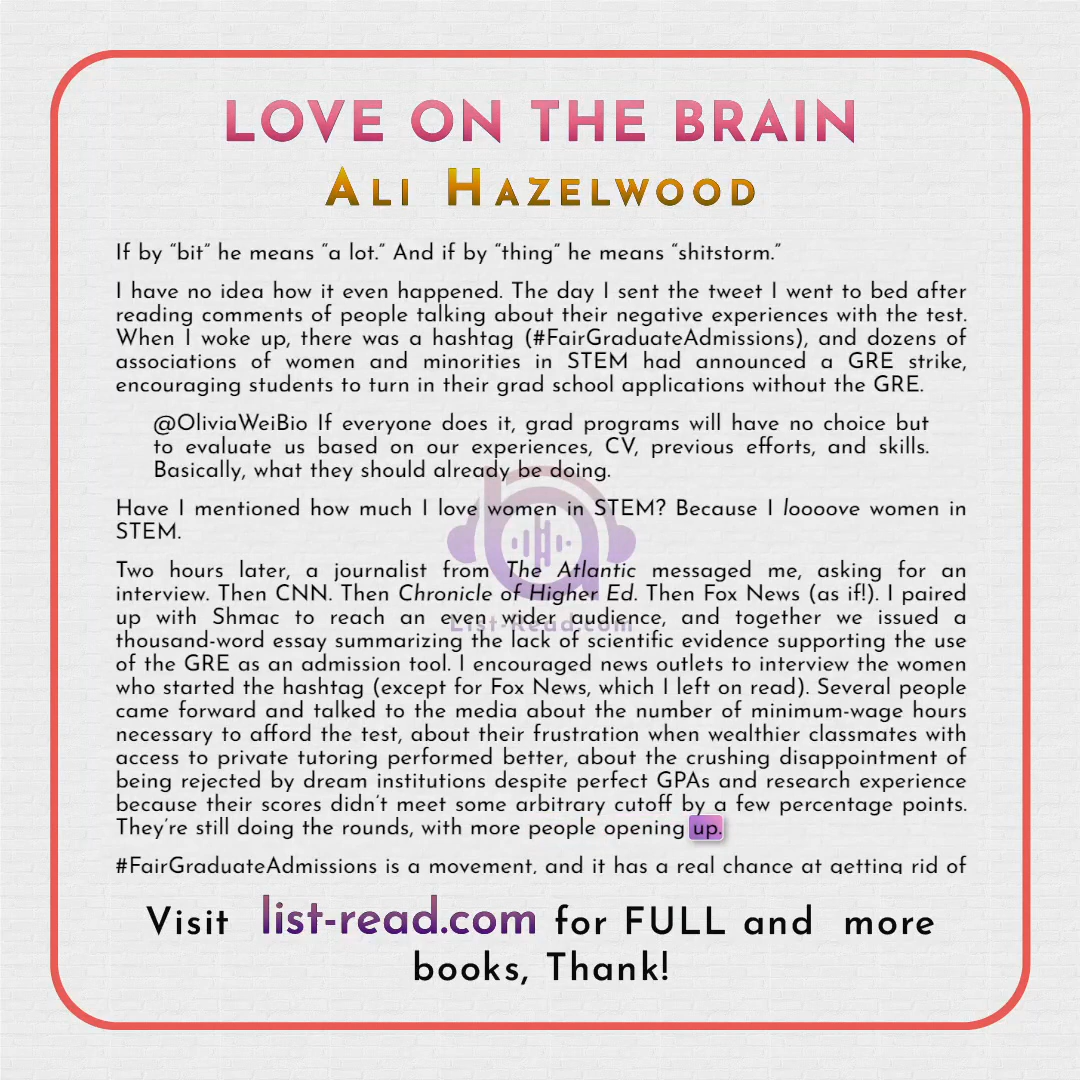 LOVE ON THE BRAIN
ALI HAZELWOOD
If by “bit” he means “a lot.” And if by “thing” he means “shitstorm.”
I have no idea how it even happened. The day I sent the tweet I went to bed after
reading comments of people talking about their negative experiences with the test.
When I woke up, there was a hashtag (#FairGraduateAdmissions), and dozens of
associations of women and minorities in STEM had announced a GRE strike,
encouraging students to turn in their grad school applications without the GRE.
@OliviaWeiBio If everyone does it, grad programs will have no choice but
to evaluate us based on our experiences, CV, previous efforts, and skills.
Basically, what they should already be doing.
Have I mentioned how much I love women in STEM? Because I loooove women in
STEM.
Two hours later, a journalist from The Atlantic messaged me, asking for an
interview. Then CNN. Then Chronicle of Higher Ed. Then Fox News (as if!). I paired
up with Shmac to reach an even wider audience, and together we issued a
List-Read.com
thousand-word essay summarizing the lack of scientific evidence supporting the use
of the GRE as an admission tool. I encouraged news outlets to interview the women
who started the hashtag (except for Fox News, which I left on read). Several people
came forward and talked to the media about the number of minimum-wage hours
necessary to afford the test, about their frustration when wealthier classmates with
access to private tutoring performed better, about the crushing disappointment of
being rejected by dream institutions despite perfect GPAs and research experience
because their scores didn’t meet some arbitrary cutoff by a few percentage points.
They’re still doing the rounds, with more people opening up.
#FairGraduateAdmissions is a movement, and it has a real chance at getting rid of
Visit list-read.com for FULL and more
books, Thank!